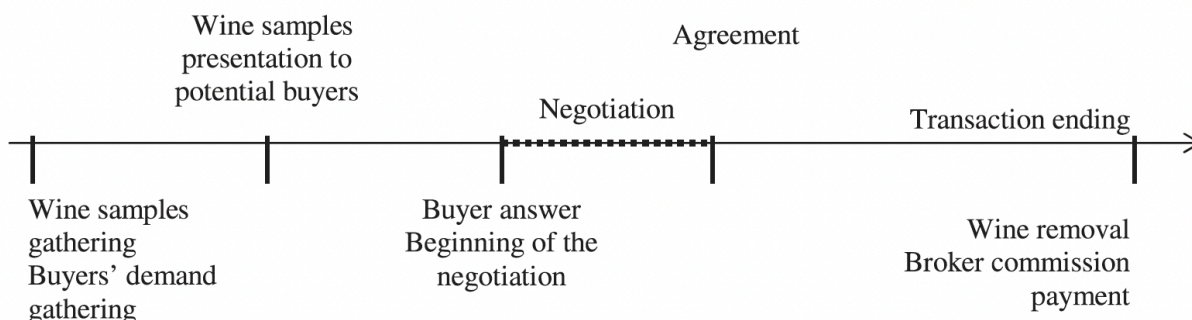 Wine samples
presentation to
potential buyers
Agreement
Negotiation
Transaction ending
Wine samples
gathering
Buyers’ demand
gathering
Buyer answer
Beginning of the
negotiation
Wine removal
Broker commission
payment